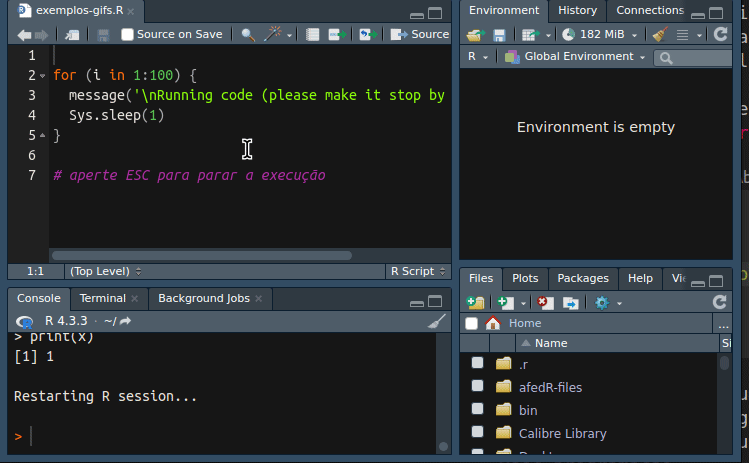 exemplos-gifs.R
Source on Save
Source
1
2 for (i in 1:100) {
3 message('\nRunning code (please make it stop by
4 Sys.sleep(1)
5 }
6
7 # aperte ESC para parar a execução
1:1 (Top Level) R Script
Console Terminal Background Jobs
R 4.3.3 · ~/
> print(x)
[1] 1
Restarting R session...
>
Environment History Connections
182 MiB
R Global Environment
Environment is empty
Files Plots Packages Help
Home ...
Name Si
.r
afedR-files
bin
Calibre Library